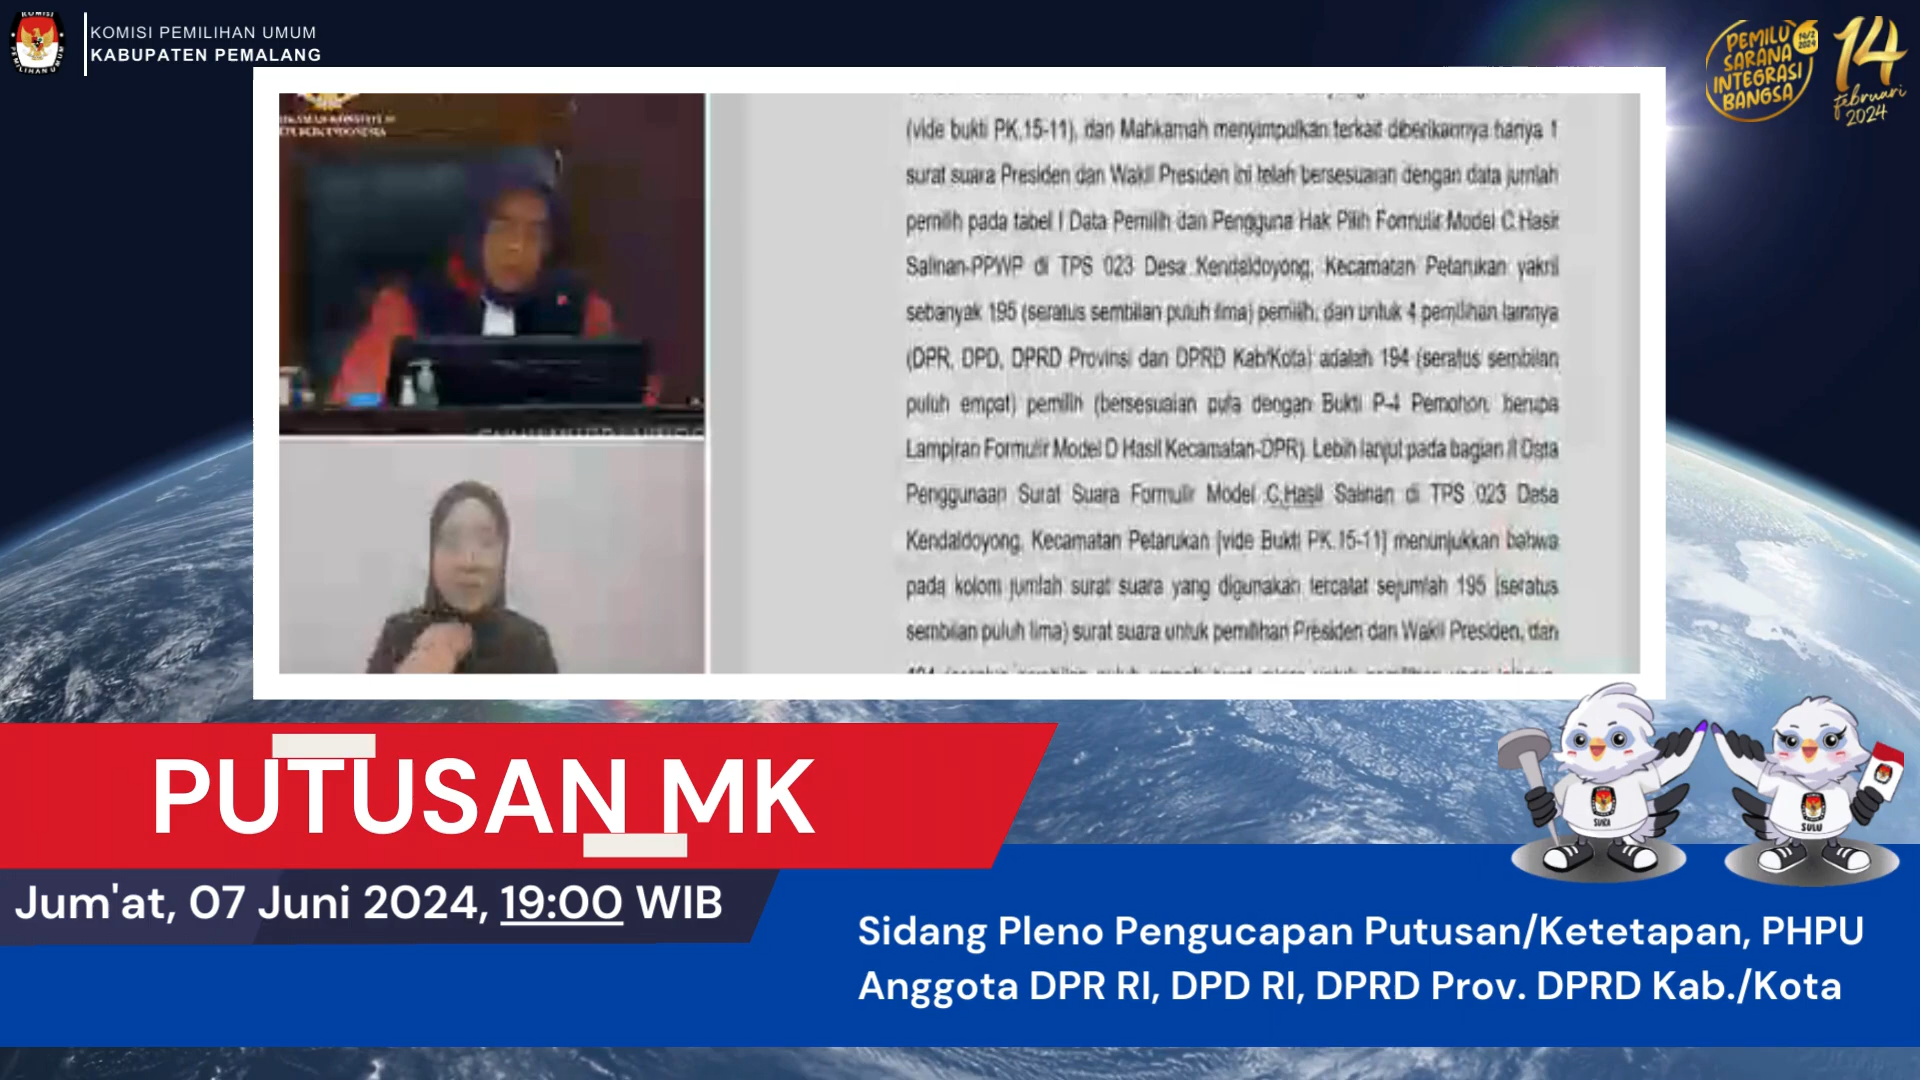 KOMISI PEMILIHAN UMUM
KABUPATEN PEMALANG
PEMILU
SARANA
INTEGRASI
BANGSA
14
Februari
2024
(vide bukti PK.15-11), dan Mahkamah menyimpulkan terkait diberikannya hanya 1
surat suara Presiden dan Wakil Presiden ini telah bersesuaian dengan data jumlah
pemilih pada tabel I Data Pemilih dan Pengguna Hak Pilih Formulir Model C.Hasil
Salinan-PPWP di TPS 023 Desa Kendaldoyong, Kecamatan Petarukan yakni
sebanyak 195 (seratus sembilan puluh lima) pemilih, dan untuk 4 pemilihan lainnya
(DPR, DPD, DPRD Provinsi dan DPRD Kab/Kota) adalah 194 (seratus sembilan
puluh empat) pemilih (bersesuaian pula dengan Bukti P-4 Pemohon berupa
Lampiran Formulir Model D Hasil Kecamatan-DPR). Lebih lanjut pada bagian II Data
Penggunaan Surat Suara Formulir Model C.Hasil Salinan di TPS 023 Desa
Kendaldoyong, Kecamatan Petarukan [vide Bukti PK.15-11] menunjukkan bahwa
pada kolom jumlah surat suara yang digunakan tercatat sejumlah 195 (seratus
sembilan puluh lima) surat suara untuk pemilihan Presiden dan Wakil Presiden, dan
SURA
SULU
PUTUSAN MK
Jum'at, 07 Juni 2024, 19:00 WIB
Sidang Pleno Pengucapan Putusan/Ketetapan, PHPU
Anggota DPR RI, DPD RI, DPRD Prov. DPRD Kab./Kota